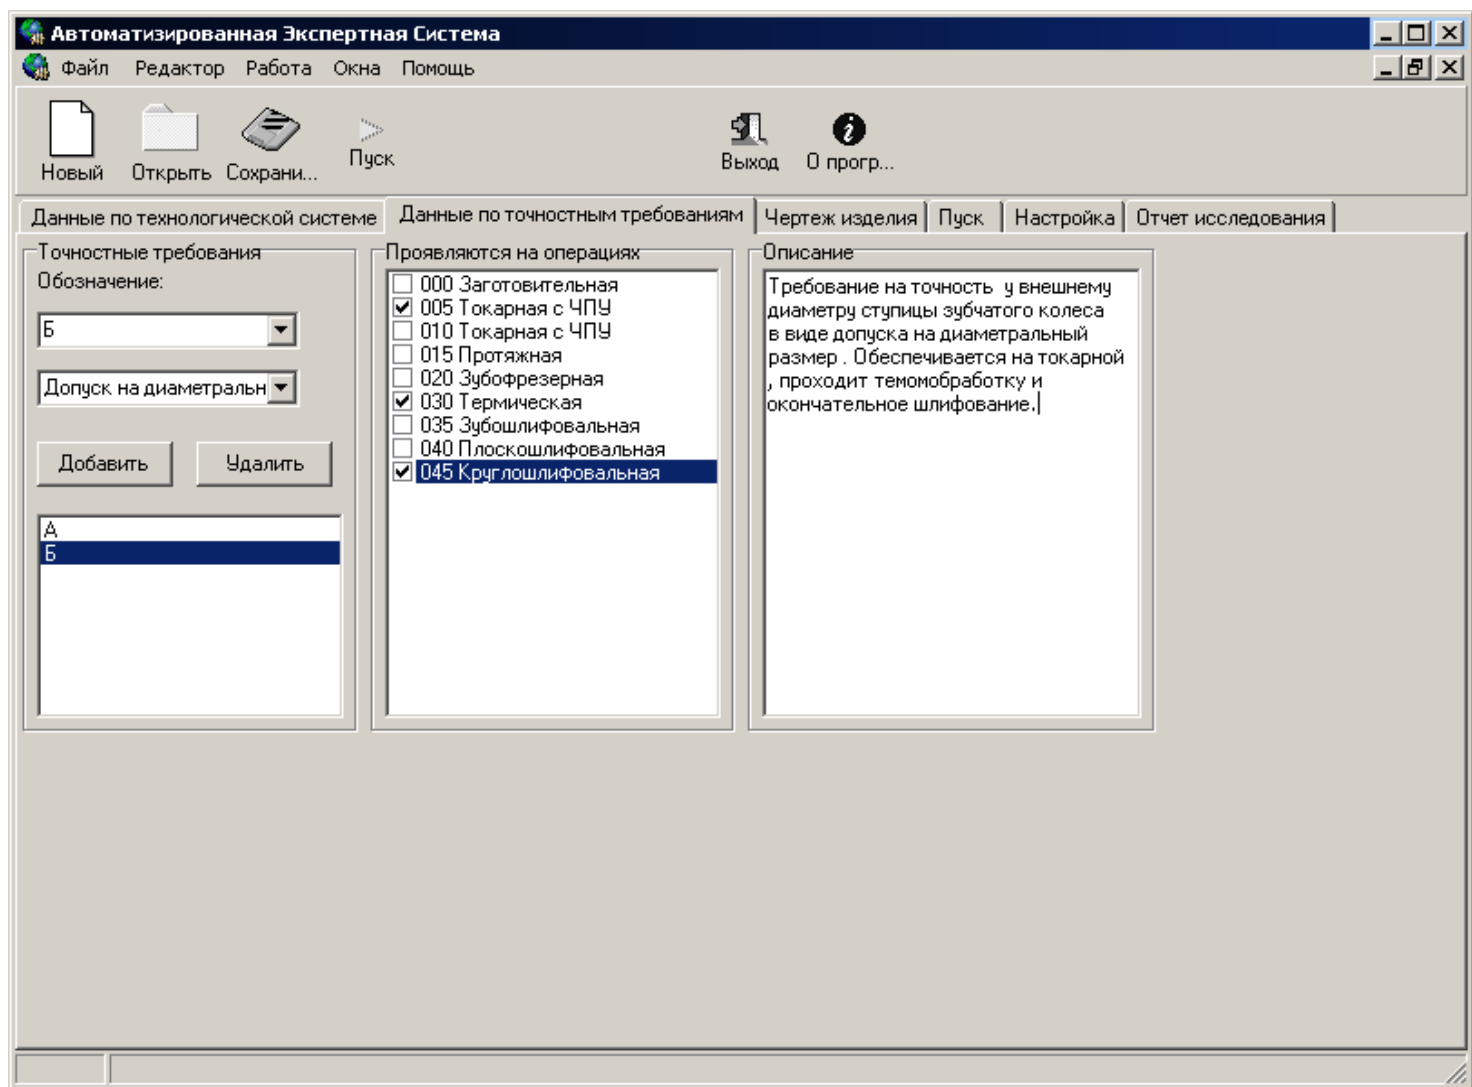 Автоматизированная Экспертная Система
Файл Редактор Работа Окна Помощь
Новый Открыть Сохрани... Пуск Выход О прогр...
Данные по технологической системе Данные по точностным требованиям Чертеж изделия Пуск Настройка Отчет исследования
Точностные требования
Обозначение:
Б
Допуск на диаметральн
Добавить Удалить
А
Б
Проявляются на операциях
000 Заготовительная
005 Токарная с ЧПУ
010 Токарная с ЧПУ
015 Протяжная
020 Зубофрезерная
030 Термическая
035 Зубошлифовальная
040 Плоскошлифовальная
045 Круглошлифовальная
Описание
Требование на точность у внешнему
диаметру ступицы зубчатого колеса
в виде допуска на диаметральный
размер . Обеспечивается на токарной
, проходит темомобработку и
окончательное шлифование.